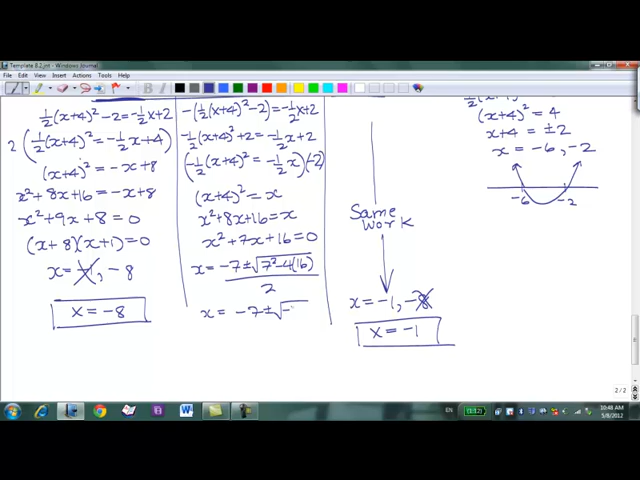 Template 8.2.jnt - Windows Journal
File Edit View Insert Actions Tools Help
½(x+4)² -2 = -½x+2
2(½(x+4)² = -½x+4)
(x+4)² = -x+8
x²+8x+16 = -x+8
x²+9x+8=0
(x+8)(x+1)=0
x= -1, -8
x= -8
-(½(x+4)² -2) = -½x+2
-½(x+4)² +2 = -½x+2
(-½(x+4)² = -½x)(-2)
(x+4)² = x
x²+8x+16 = x
x²+7x+16=0
x= -7±√7²-4(16)
2
x= -7±√-
Same
Work
x= -1, -8
x= -1
(x+4)² = 4
x+4 = ±2
x= -6, -2
-6 -2
2 / 2
EN
(1:12)
10:48 AM
5/8/2012